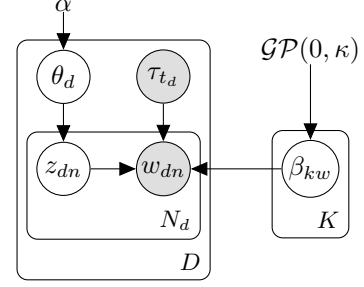 α
θ_d
τ_{t_d}
GP(0, κ)
z_{dn}
w_{dn}
β_{kw}
N_d
K
D